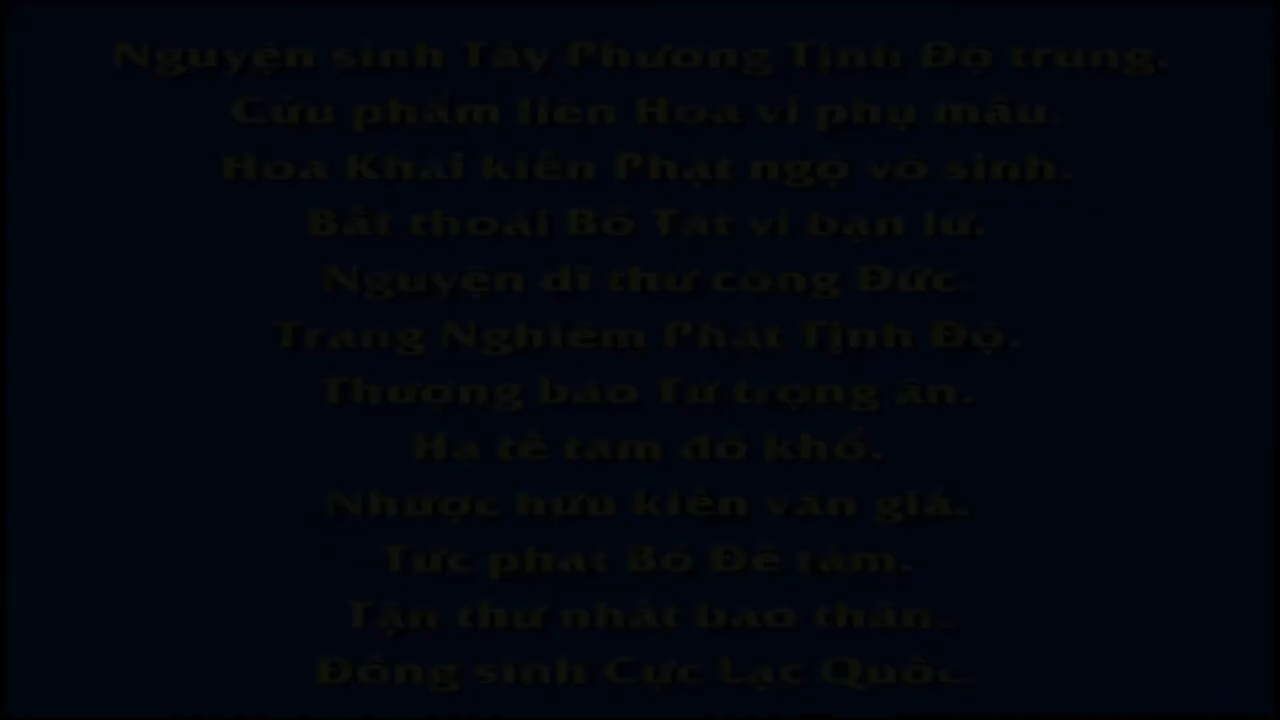 Nguyện sinh Tây Phương Tịnh Độ trung.
Cửu phẩm liên Hoa vi phụ mẫu.
Hoa Khai kiến Phật ngộ vô sinh.
Bất thoái Bồ Tát vi bạn lữ.
Nguyện dĩ thử công Đức.
Trang Nghiêm Phật Tịnh Độ.
Thượng báo Tứ trọng ân.
Hạ tế tam đồ khổ.
Nhược hữu kiến văn giả.
Tức phát Bồ Đề tâm.
Tận thử nhất báo thân.
Đồng sinh Cực Lạc Quốc.